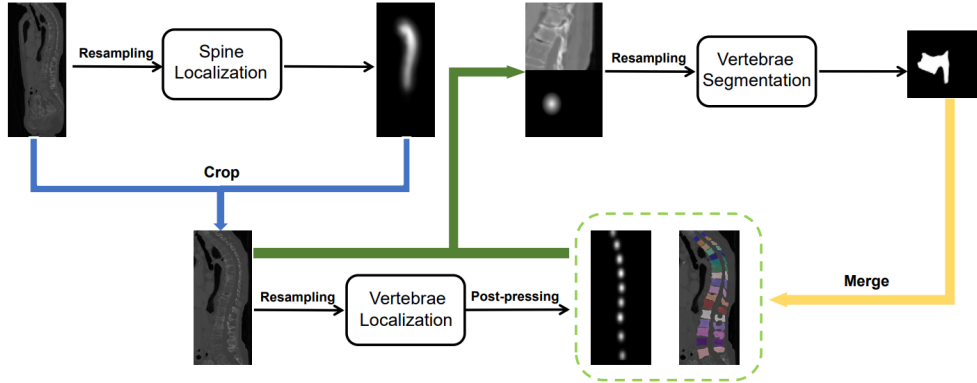 Resampling
Spine
Localization
Resampling
Vertebrae
Segmentation
Crop
Resampling
Vertebrae
Localization
Post-pressing
Merge